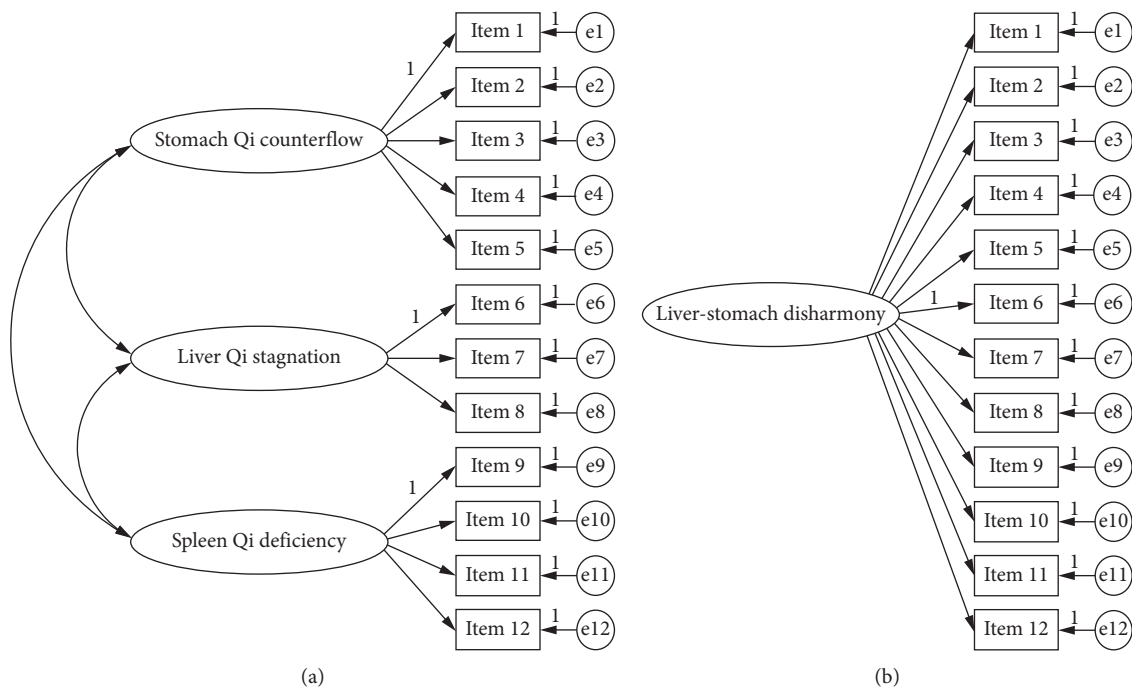 Stomach Qi counterflow
Liver Qi stagnation
Spleen Qi deficiency
1
1
1
Item 1
1
e1
Item 2
1
e2
Item 3
1
e3
Item 4
1
e4
Item 5
1
e5
Item 6
1
e6
Item 7
1
e7
Item 8
1
e8
Item 9
1
e9
Item 10
1
e10
Item 11
1
e11
Item 12
1
e12
(a)
Liver-stomach disharmony
1
Item 1
1
e1
Item 2
1
e2
Item 3
1
e3
Item 4
1
e4
Item 5
1
e5
Item 6
1
e6
Item 7
1
e7
Item 8
1
e8
Item 9
1
e9
Item 10
1
e10
Item 11
1
e11
Item 12
1
e12
(b)